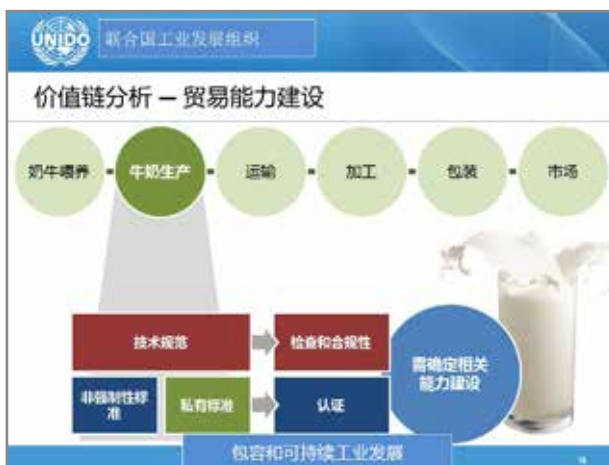 UNIDO
联合国工业发展组织
价值链分析 — 贸易能力建设
奶牛喂养 - 牛奶生产 - 运输 - 加工 - 包装 - 市场
技术规范
检查和合规性
非强制性标
准
私有标准
认证
需确定相关
能力建设
包容和可持续工业发展